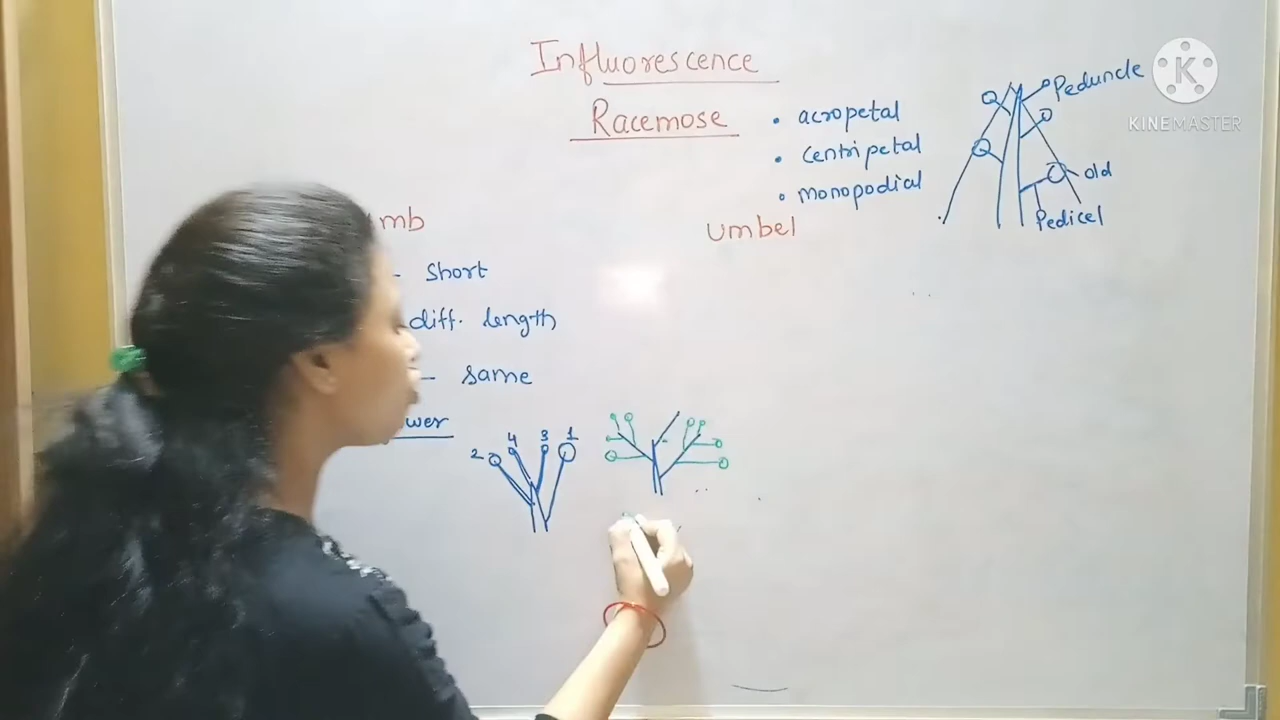 Influorescence
Racemose
• acropetal
• centripetal
• monopodial
Peduncle
old
Pedicel
K
KINEMASTER
mb
Umbel
- short
diff. length
- same
wer
2 4 3 1